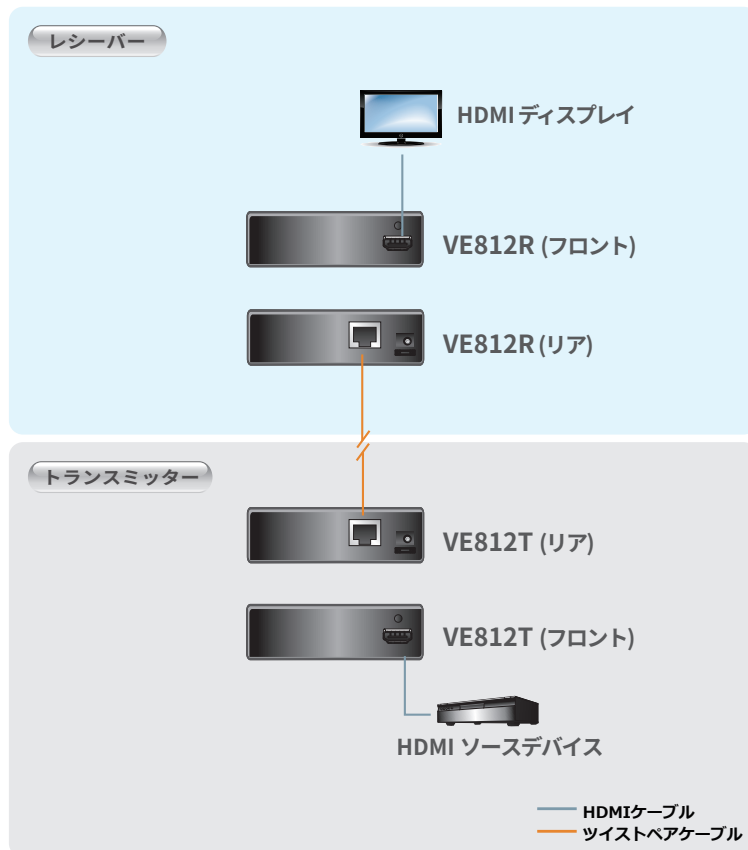 レシーバー
HDMI ディスプレイ
VE812R (フロント)
VE812R (リア)
トランスミッター
VE812T (リア)
VE812T (フロント)
HDMI ソースデバイス
HDMIケーブル
ツイストペアケーブル